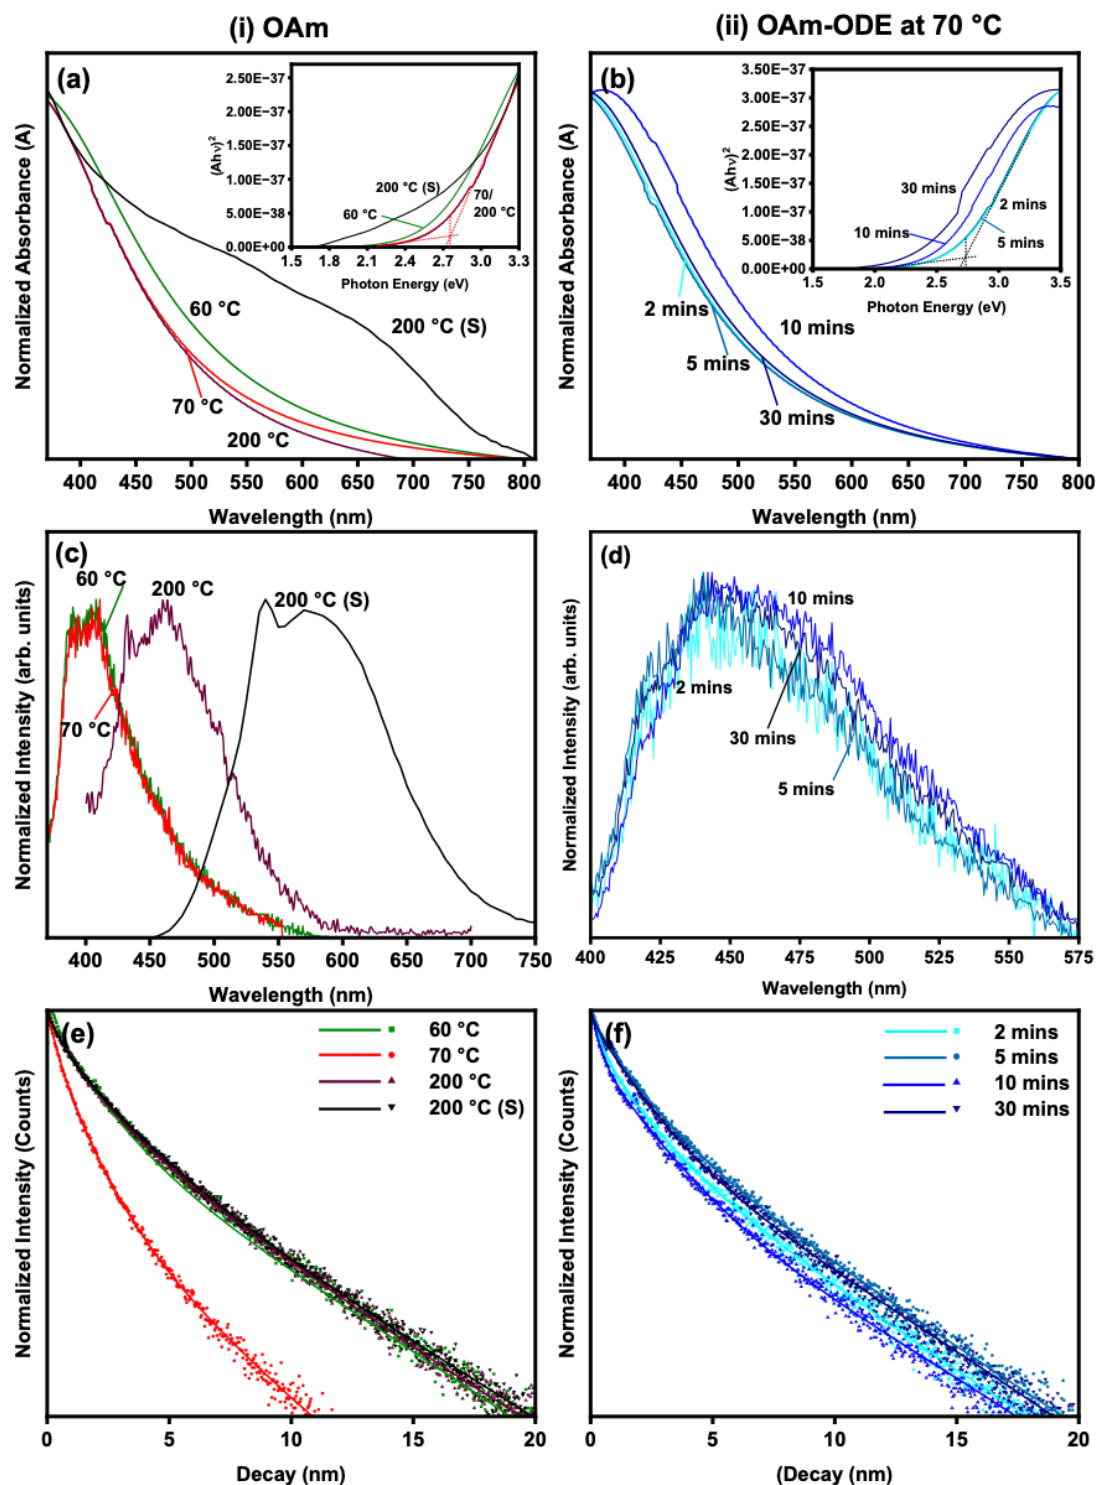 (i) OAm
(ii) OAm-ODE at 70 °C
(a)
Normalized Absorbance (A)
2.50E−37
2.00E−37
1.50E−37
1.00E−37
5.00E−38
0.00E+00
(Ahν)²
200 °C (S)
60 °C
70/
200 °C
1.5 2.1 2.7 3.0 3.3
Photon Energy (eV)
60 °C
200 °C (S)
70 °C
200 °C
400 450 500 550 600 650 700 750 800
Wavelength (nm)
(b)
Normalized Absorbance (A)
3.50E−37
3.00E−37
2.00E−37
1.00E−37
1.00E−37
5.00E−38
0.00E+00
(Ahν)²
30 mins
2 mins
10 mins
5 mins
1.5 2.0 2.5 3.0 3.5
Photon Energy (eV)
2 mins
10 mins
5 mins
30 mins
400 450 500 550 600 650 700 750 800
Wavelength (nm)
(c)
Normalized Intensity (arb. units)
60 °C
200 °C
200 °C (S)
70 °C
400 450 500 550 600 650 700 750
Wavelength (nm)
(d)
Normalized Intensity (arb. units)
10 mins
2 mins
30 mins
5 mins
400 425 450 475 500 525 550 575
Wavelength (nm)
(e)
Normalized Intensity (Counts)
60 °C
70 °C
200 °C
200 °C (S)
0 5 10 15 20
Decay (nm)
(f)
Normalized Intensity (Counts)
2 mins
5 mins
10 mins
30 mins
0 5 10 15 20
(Decay (nm)